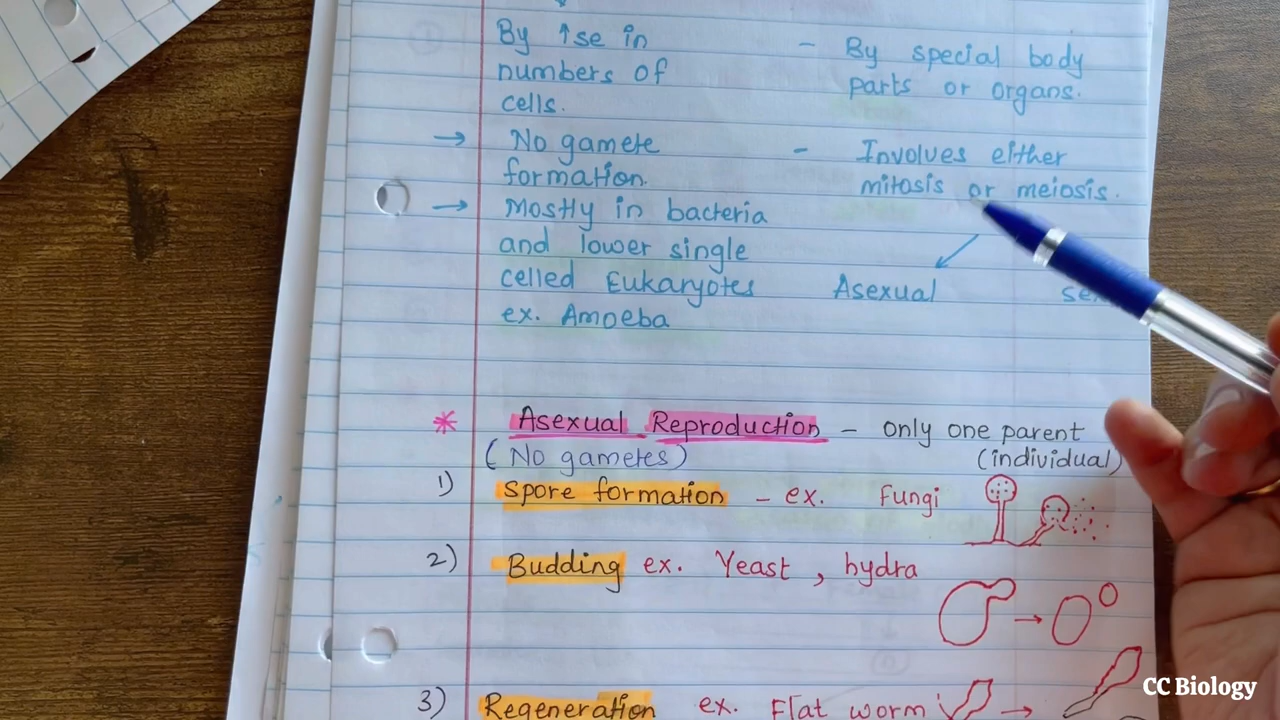 By ↑se in
numbers of
cells.
→ No gamete
formation.
→ Mostly in bacteria
and lower single
celled Eukaryotes
ex. Amoeba
- By special body
parts or organs.
- Involves either
mitosis or meiosis.
Asexual
* Asexual Reproduction - only one parent
(No gametes) (individual)
1) Spore formation - ex. Fungi
2) Budding ex. Yeast, hydra
3) Regeneration ex. Flat worm
CC Biology